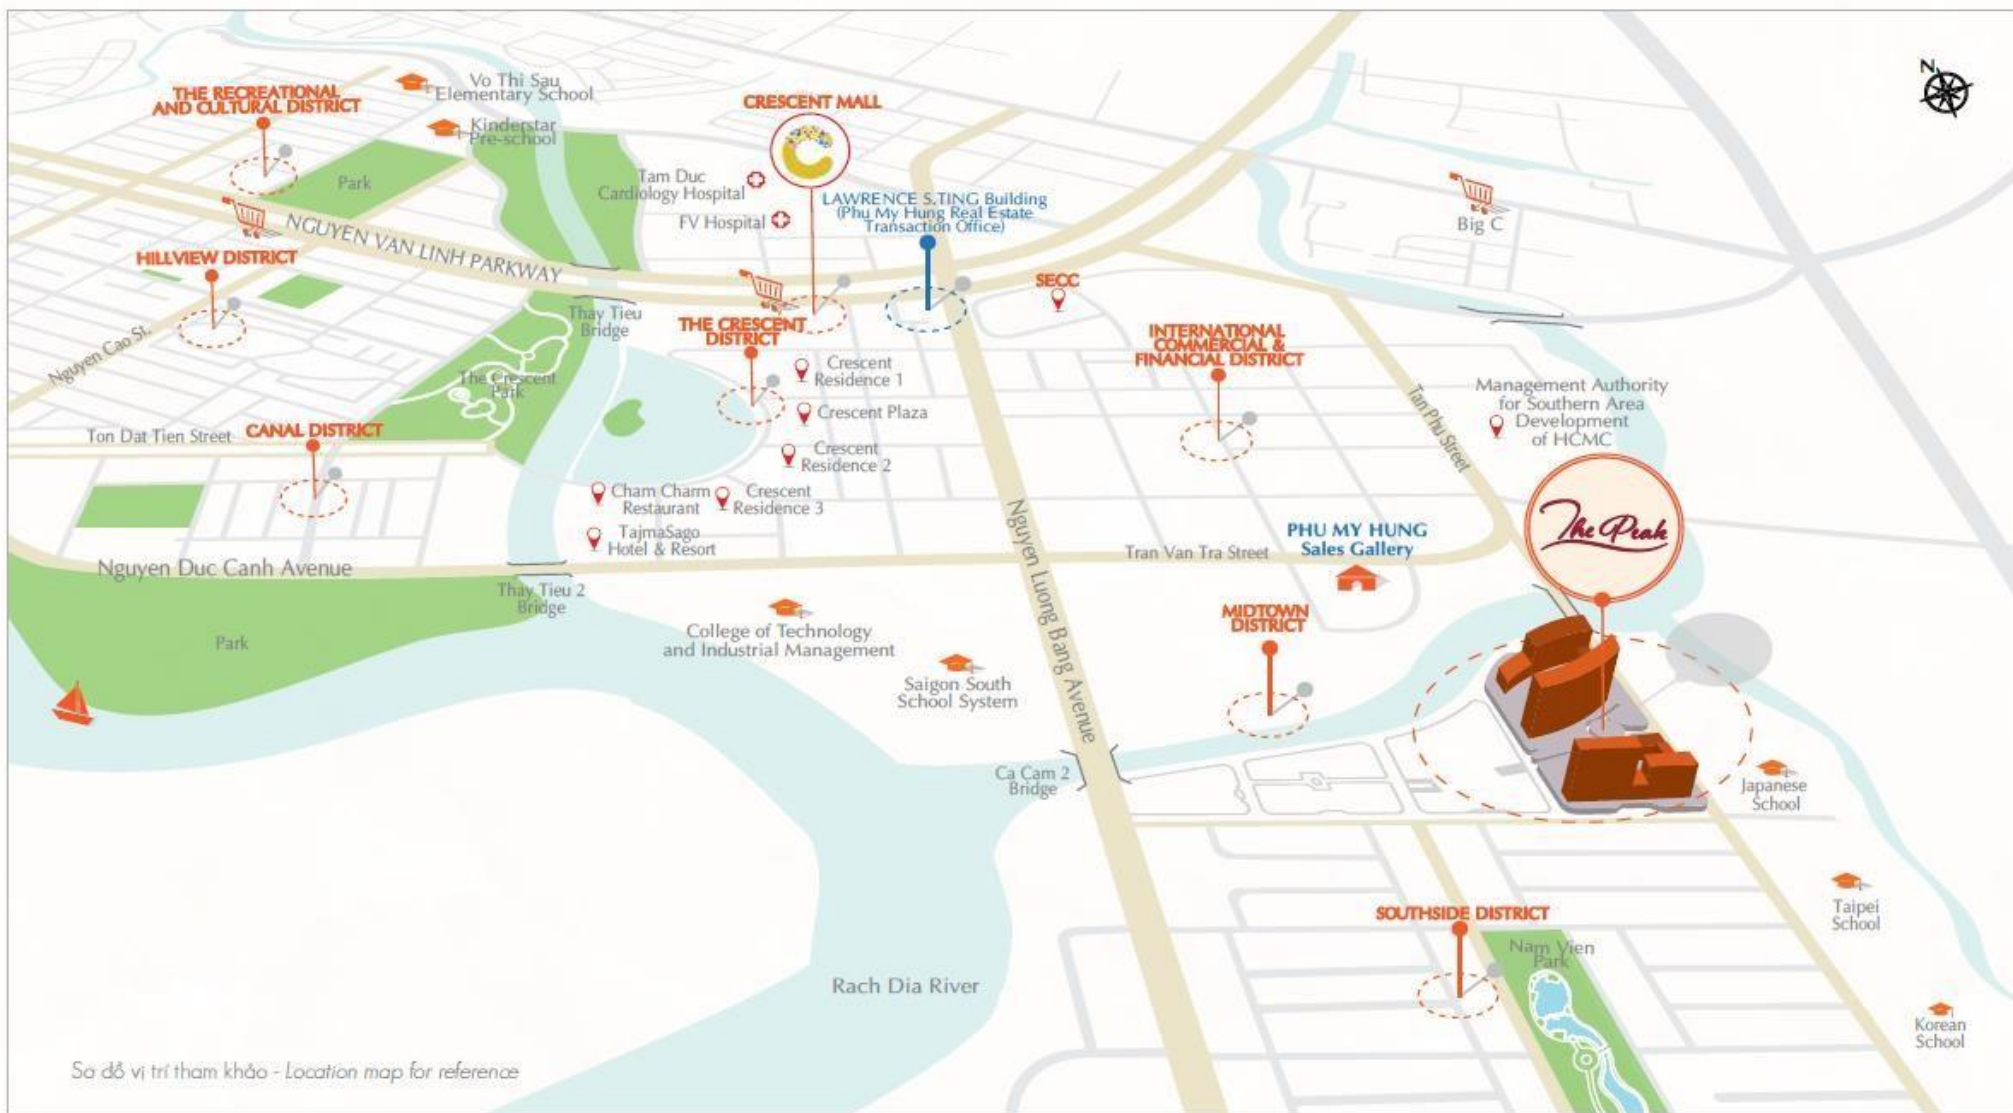 N
Vo Thi Sau
Elementary School
Kinderstar
Pre-school
THE RECREATIONAL
AND CULTURAL DISTRICT
CRESCENT MALL
C
Park
Tam Duc
Cardiology Hospital
FV Hospital
LAWRENCE S.TING Building
(Phu My Hung Real Estate
Transaction Office)
Big C
NGUYEN VAN LINH PARKWAY
HILLVIEW DISTRICT
SECC
Thay Tieu
Bridge
Nguyen Cao St.
THE CRESCENT
DISTRICT
INTERNATIONAL
COMMERCIAL &
FINANCIAL DISTRICT
Crescent
Residence 1
The Crescent
Park
Crescent Plaza
Tan Phu Street
Management Authority
for Southern Area
Development
of HCMC
Ton Dat Tien Street
CANAL DISTRICT
Crescent
Residence 2
Cham Charm
Restaurant
Crescent
Residence 3
TajmaSago
Hotel & Resort
The Peak
PHU MY HUNG
Sales Gallery
Tran Van Tra Street
Nguyen Luong Bang Avenue
Nguyen Duc Canh Avenue
Thay Tieu 2
Bridge
Park
College of Technology
and Industrial Management
MIDTOWN
DISTRICT
Saigon South
School System
Ca Cam 2
Bridge
Japanese
School
Taipei
School
SOUTHSIDE DISTRICT
Nam Vien
Park
Rach Dia River
Korean
School
Sơ đồ vị trí tham khảo - Location map for reference